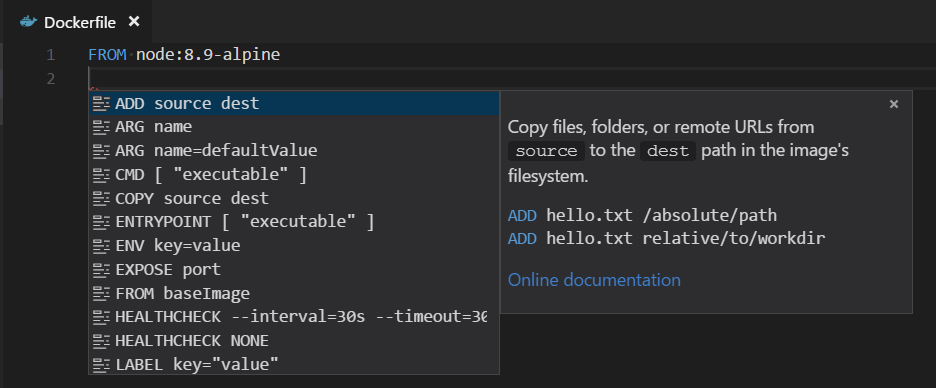 Dockerfile ×
1 FROM node:8.9-alpine
2
ADD source dest
ARG name
ARG name=defaultValue
CMD [ "executable" ]
COPY source dest
ENTRYPOINT [ "executable" ]
ENV key=value
EXPOSE port
FROM baseImage
HEALTHCHECK --interval=30s --timeout=30
HEALTHCHECK NONE
LABEL key="value"
×
Copy files, folders, or remote URLs from
source to the dest path in the image's
filesystem.
ADD hello.txt /absolute/path
ADD hello.txt relative/to/workdir
Online documentation